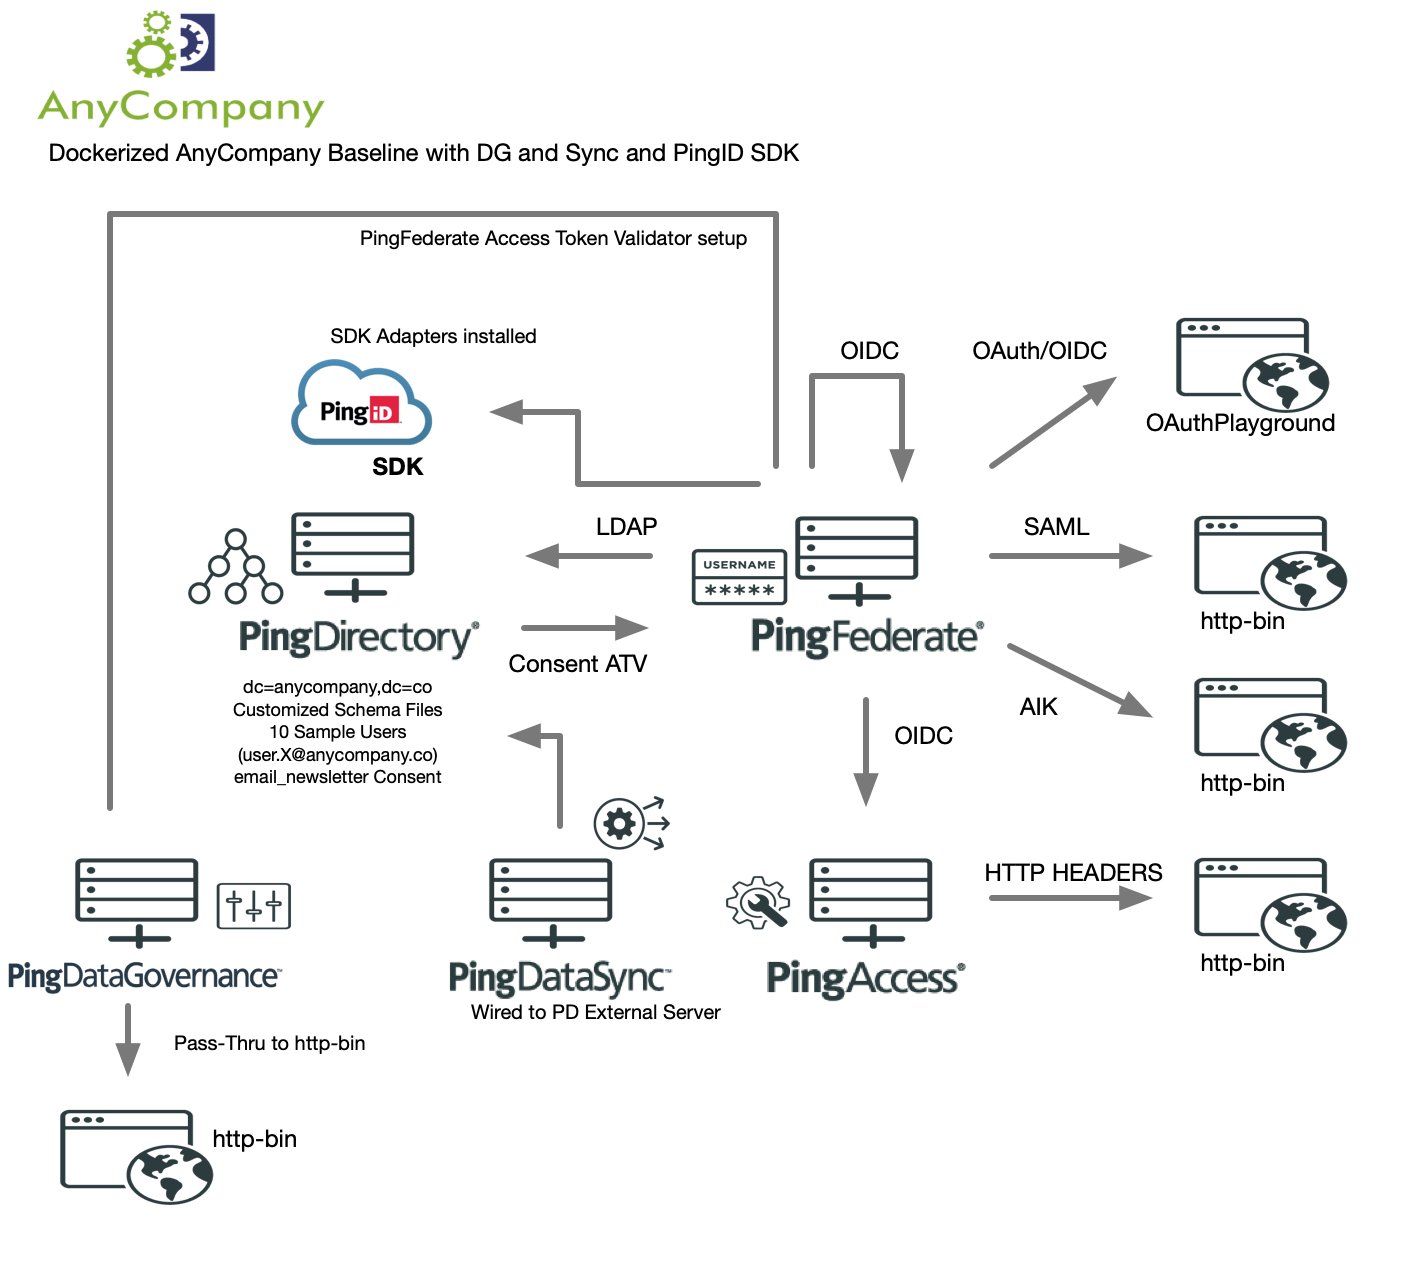 AnyCompany
Dockerized AnyCompany Baseline with DG and Sync and PingID SDK
PingFederate Access Token Validator setup
SDK Adapters installed
OIDC
OAuth/OIDC
PingID
SDK
OAuthPlayground
LDAP
SAML
USERNAME
*****
PingDirectory®
PingFederate®
http-bin
Consent ATV
dc=anycompany,dc=co
Customized Schema Files
10 Sample Users
(user.X@anycompany.co)
email_newsletter Consent
AIK
OIDC
http-bin
HTTP HEADERS
PingDataGovernance™
PingDataSync™
PingAccess®
http-bin
Wired to PD External Server
Pass-Thru to http-bin
http-bin